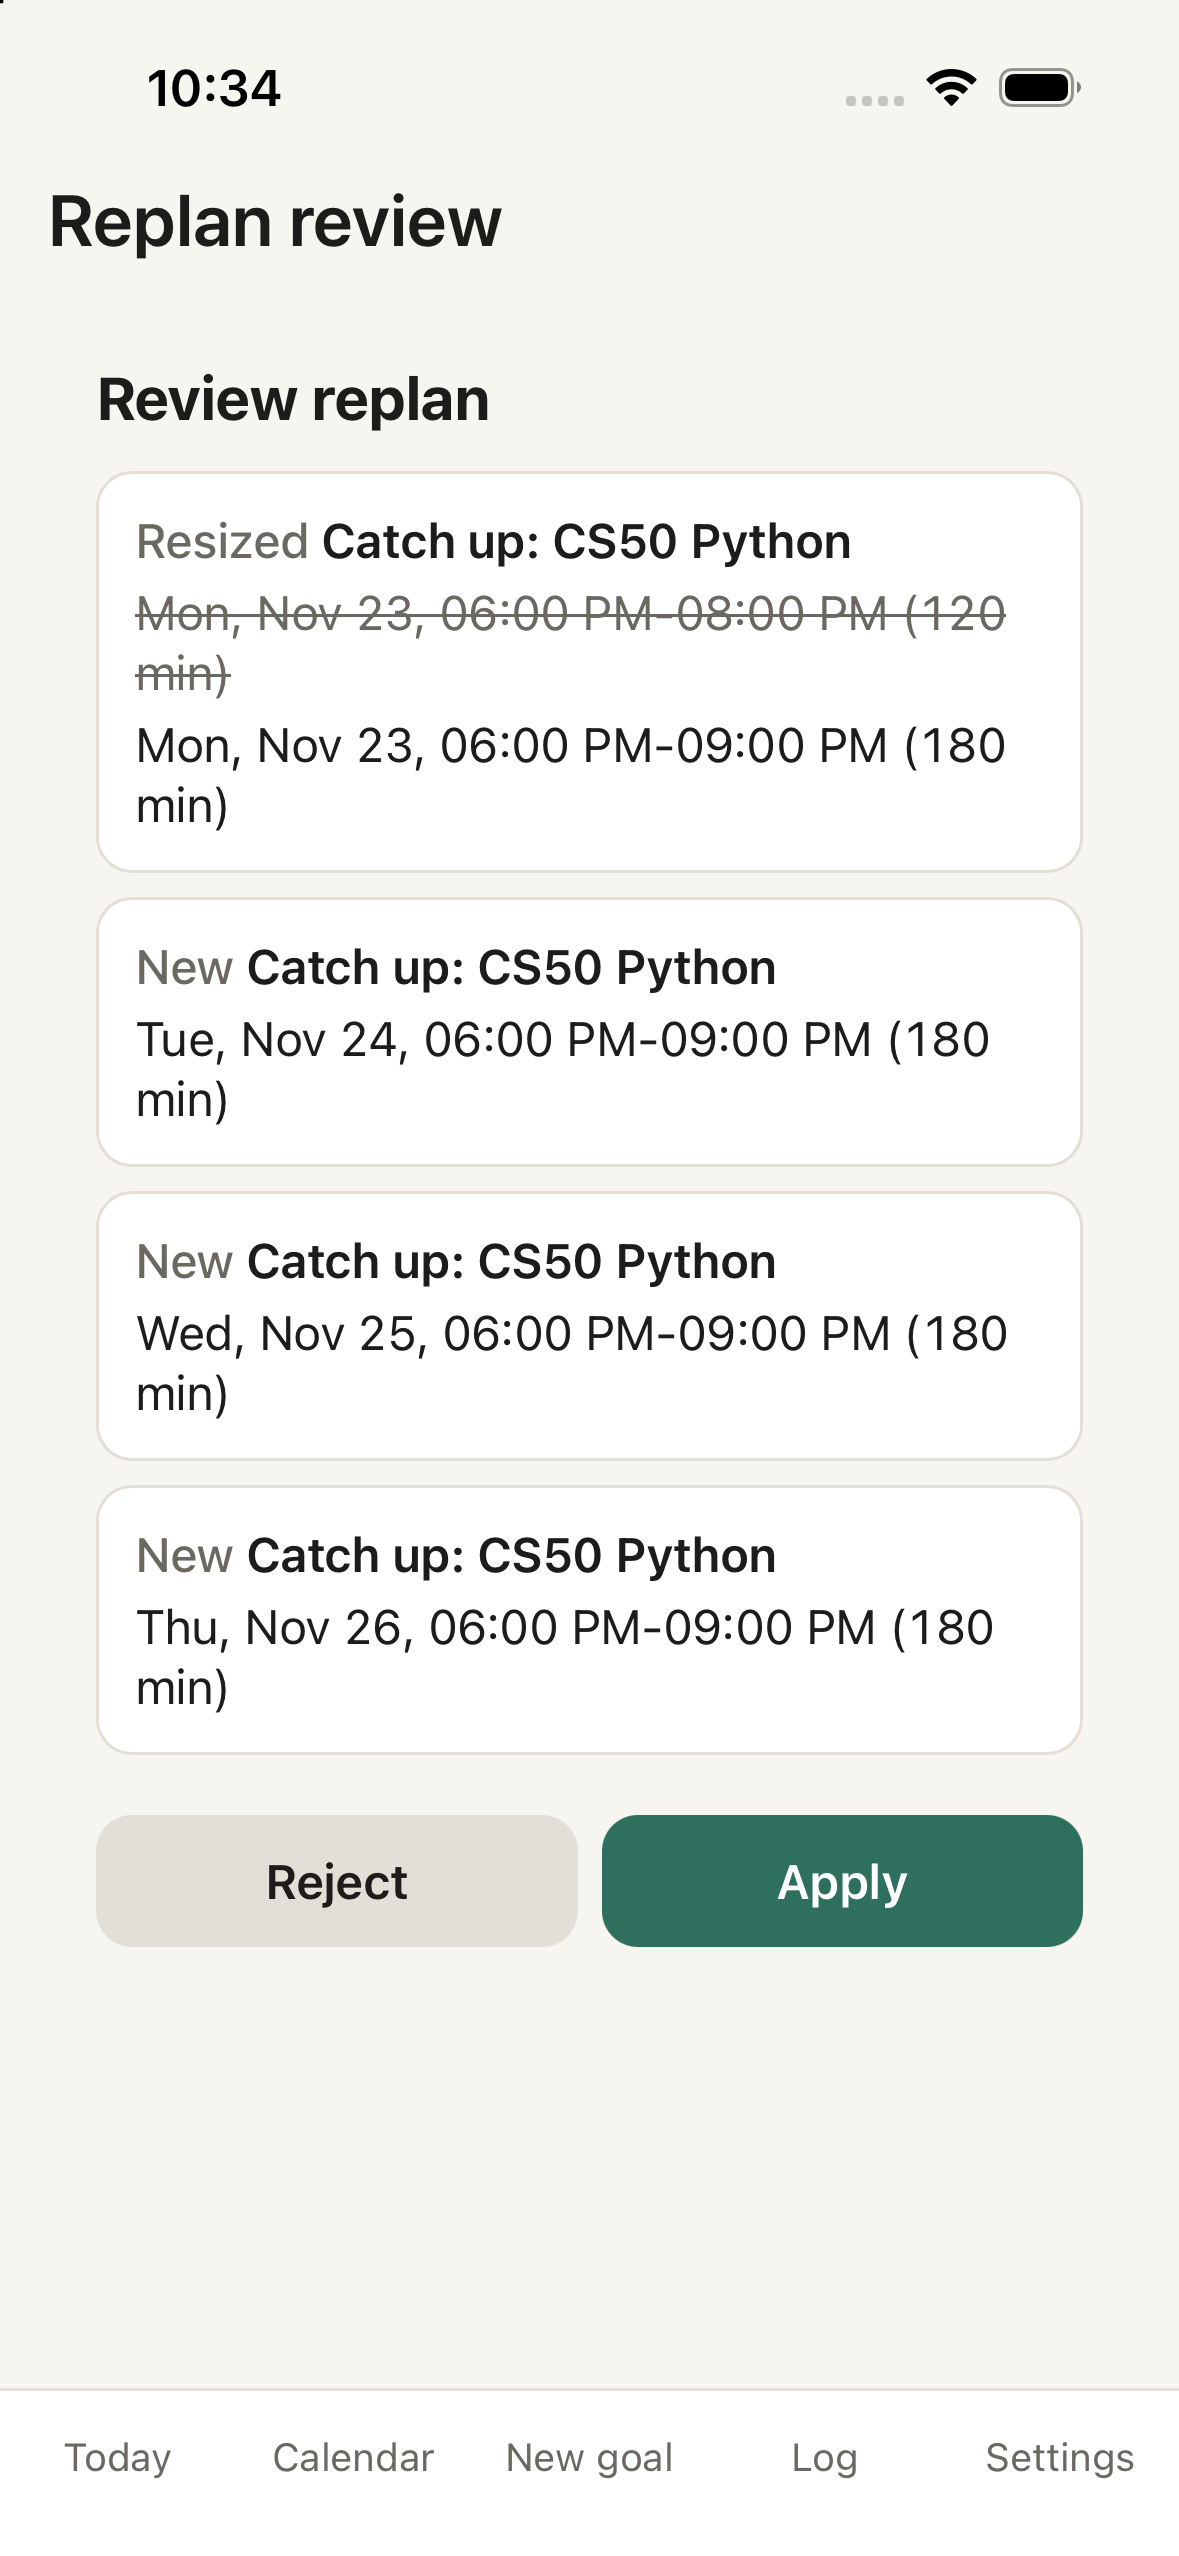 10:34
Replan review
Review replan
Resized Catch up: CS50 Python
Mon, Nov 23, 06:00 PM-08:00 PM (120
min)
Mon, Nov 23, 06:00 PM-09:00 PM (180
min)
New Catch up: CS50 Python
Tue, Nov 24, 06:00 PM-09:00 PM (180
min)
New Catch up: CS50 Python
Wed, Nov 25, 06:00 PM-09:00 PM (180
min)
New Catch up: CS50 Python
Thu, Nov 26, 06:00 PM-09:00 PM (180
min)
Reject Apply
Today Calendar New goal Log Settings